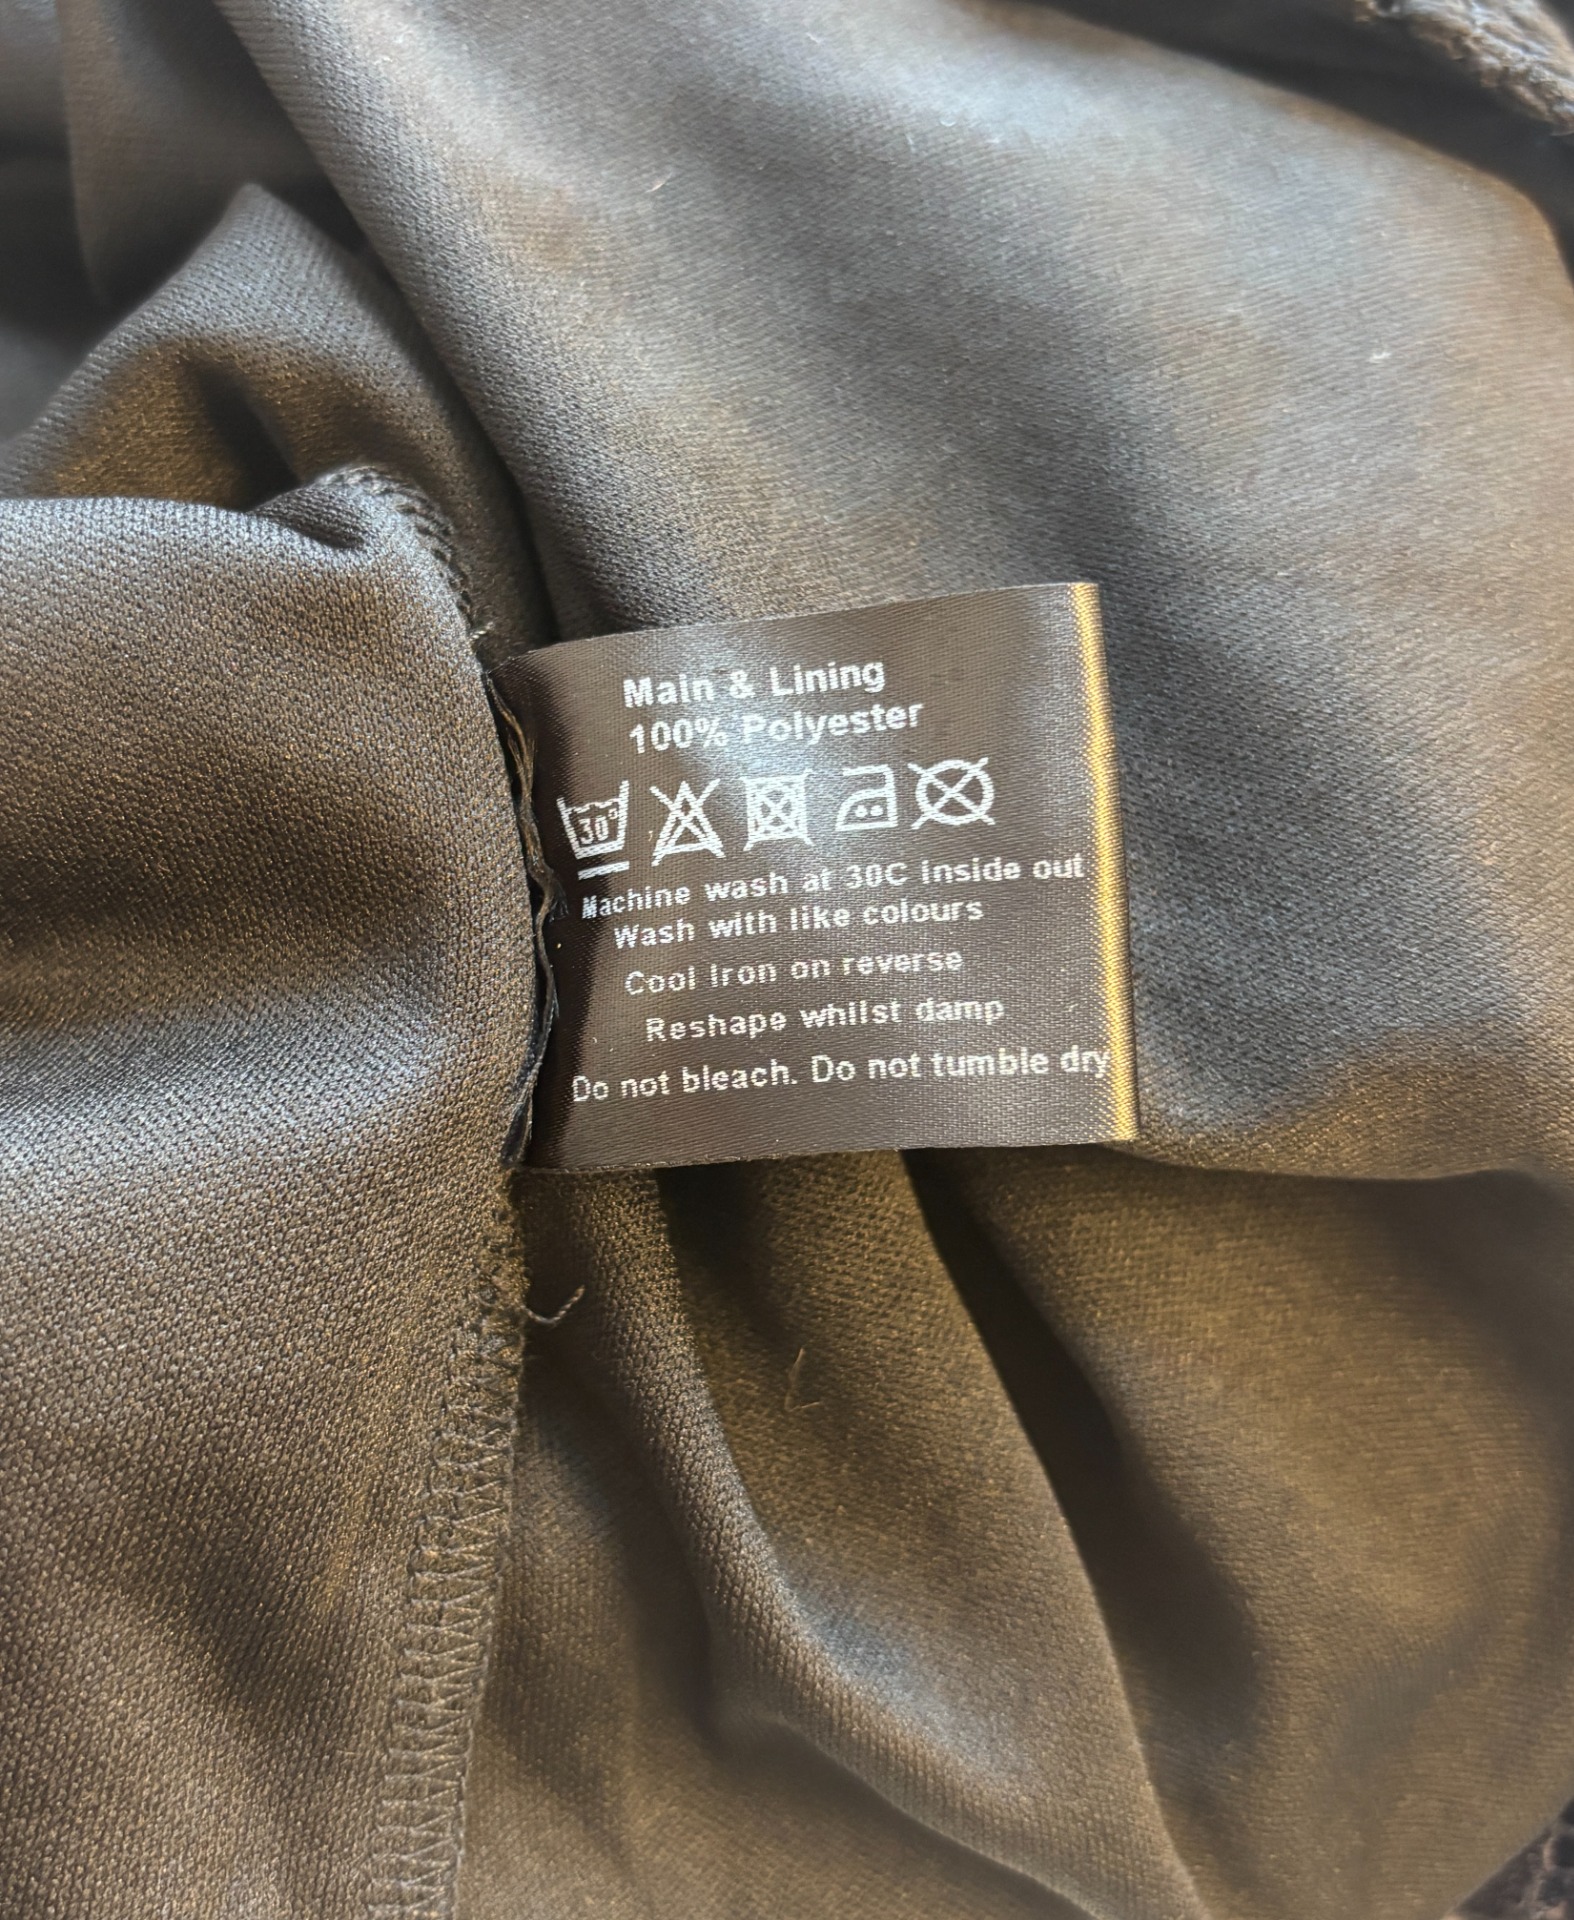 Main & Lining
100% Polyester
30°
Machine wash at 30C Inside out
Wash with like colours
Cool Iron on reverse
Reshape whilst damp
Do not bleach. Do not tumble dry